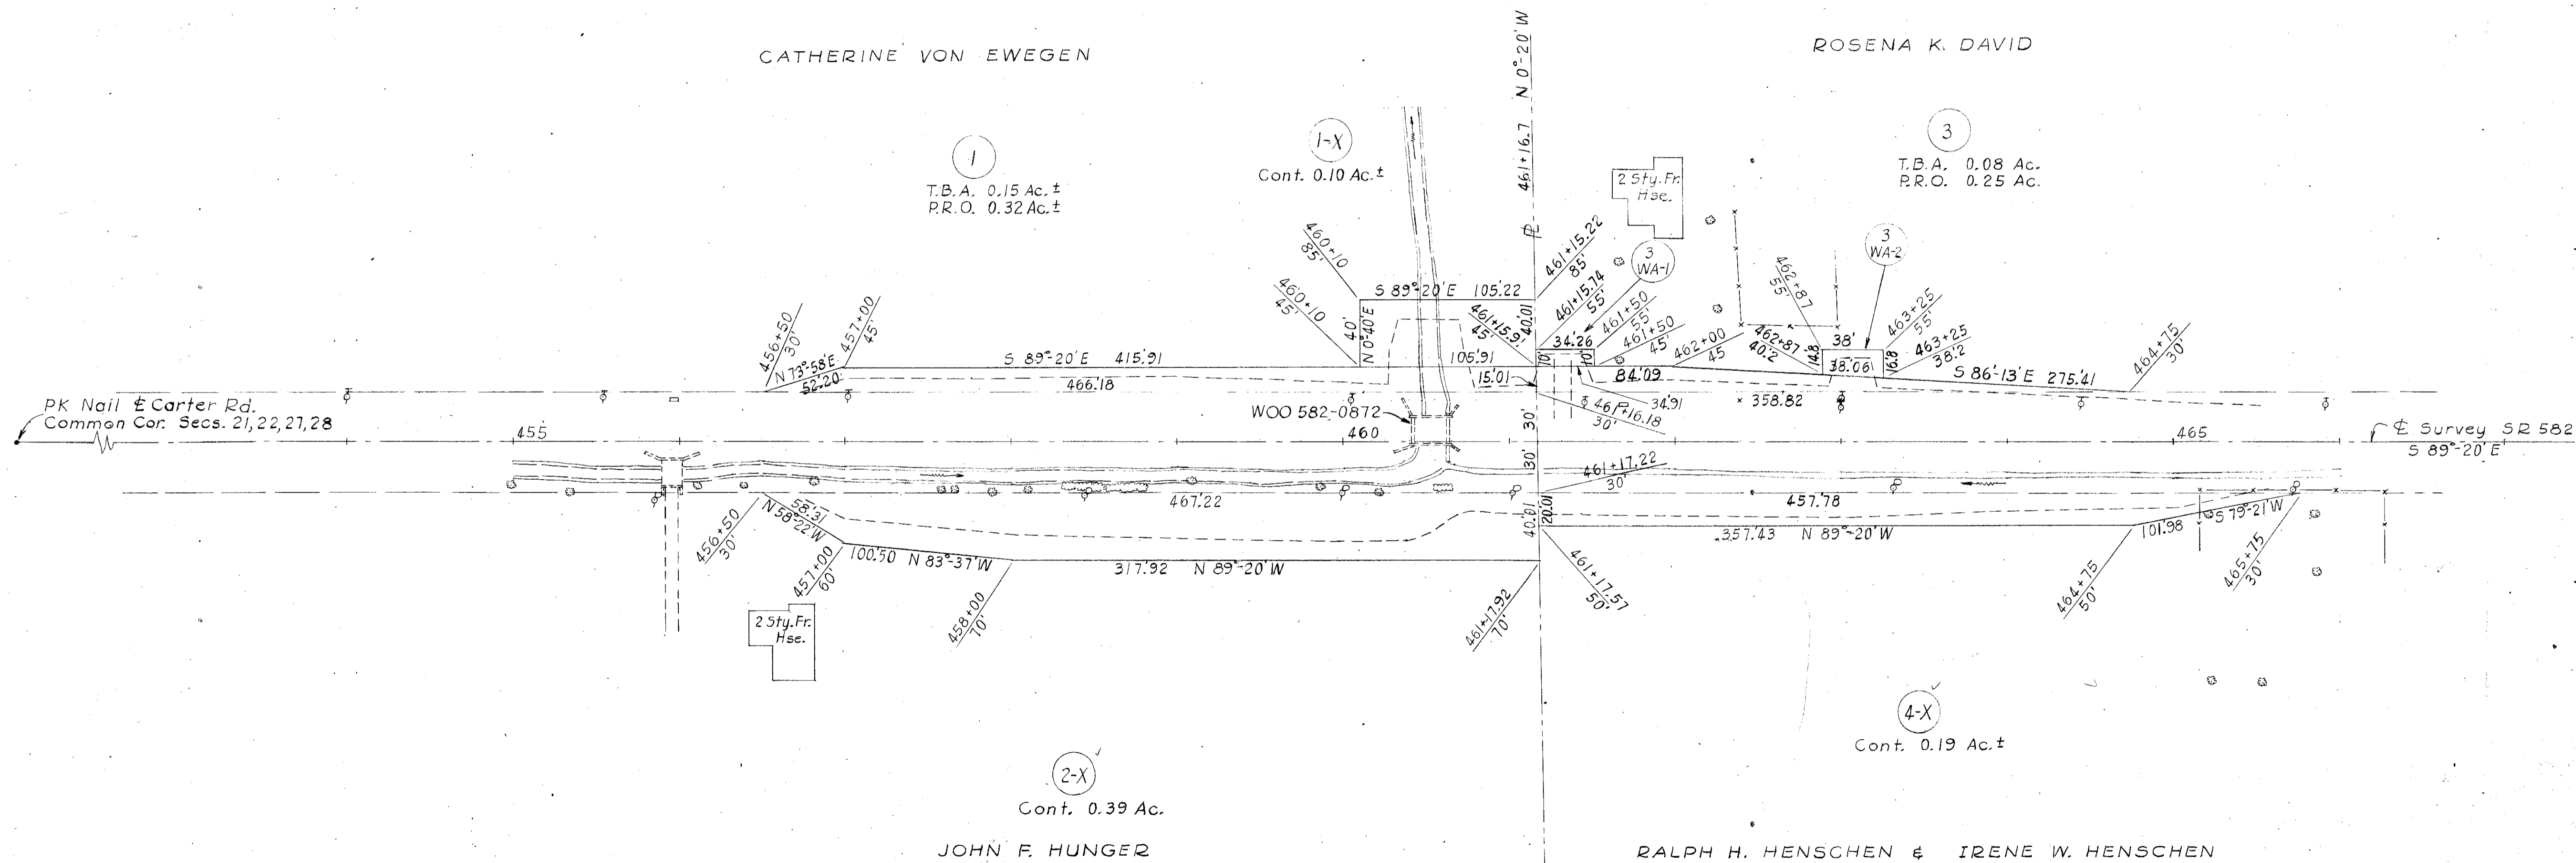 CATHERINE VON EWEGEN
ROSENA K. DAVID
1
T.B.A. 0.15 Ac.±
P.R.O. 0.32 Ac.±
1-X
Cont. 0.10 Ac.±
461+16.7 N 0°-20' W
2 Sty. Fr.
Hse.
3
T.B.A. 0.08 Ac.
P.R.O. 0.25 Ac.
3
WA-1
3
WA-2
460+10
85'
460+10
45'
S 89°-20' E 105.22
40'
N 0°-40' E
461+15.22
85'
461+15.74
55'
461+15.91
45'
40.01
461+50
55'
461+50
45'
34.26
10'
10'
462+00
45
462+87
55'
462+87
40.2
38'
14.8
38.06
16.8
463+25
55'
463+25
38.2
464+75
30'
456+50
30'
457+00
45'
N 73°-58' E
52.20
S 89°-20' E 415.91
466.18
105.91
15.01
84.09
34.91
358.82
S 86°-13' E 275.41
461+16.18
30'
PK Nail ℄ Carter Rd.
Common Cor. Secs. 21, 22, 27, 28
WOO 582-0872
455
460
465
℄ Survey SR 582
S 89°-20' E
30'
30'
461+17.22
30'
467.22
457.78
456+50
30'
58.31
N 58°-22' W
457+00
60'
100.50 N 83°-37' W
458+00
70'
317.92 N 89°-20' W
40.01
20.01
461+17.92
70'
461+17.57
50'
357.43 N 89°-20' W
101.98
S 79°-21' W
464+75
50'
465+75
30'
2 Sty. Fr.
Hse.
2-X
Cont. 0.39 Ac.
4-X
Cont. 0.19 Ac.±
JOHN F. HUNGER
RALPH H. HENSCHEN & IRENE W. HENSCHEN